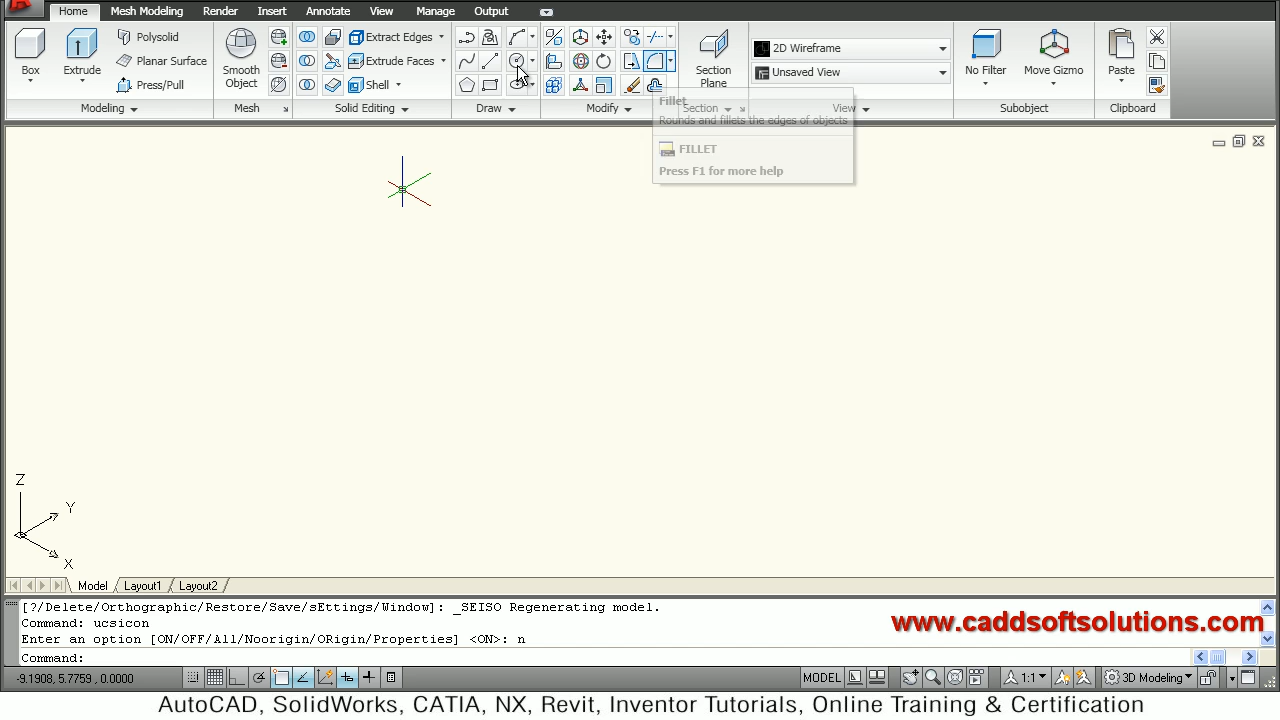 Home Mesh Modeling Render Insert Annotate View Manage Output
Box
Extrude
Polysolid
Planar Surface
Press/Pull
Smooth
Object
Extract Edges
Extrude Faces
Shell
Section
Plane
2D Wireframe
Unsaved View
No Filter
Move Gizmo
Paste
Modeling Mesh Solid Editing Draw Modify Section View Subobject Clipboard
Fillet
Rounds and fillets the edges of objects
FILLET
Press F1 for more help
Z
Y
X
Model Layout1 Layout2
[?/Delete/Orthographic/Restore/Save/sEttings/Window]: _SEISO Regenerating model.
Command: ucsicon
Enter an option [ON/OFF/All/Noorigin/ORigin/Properties] <ON>: n
www.caddsoftsolutions.com
Command:
-9.1908, 5.7759, 0.0000
MODEL
1:1
3D Modeling
AutoCAD, SolidWorks, CATIA, NX, Revit, Inventor Tutorials, Online Training & Certification